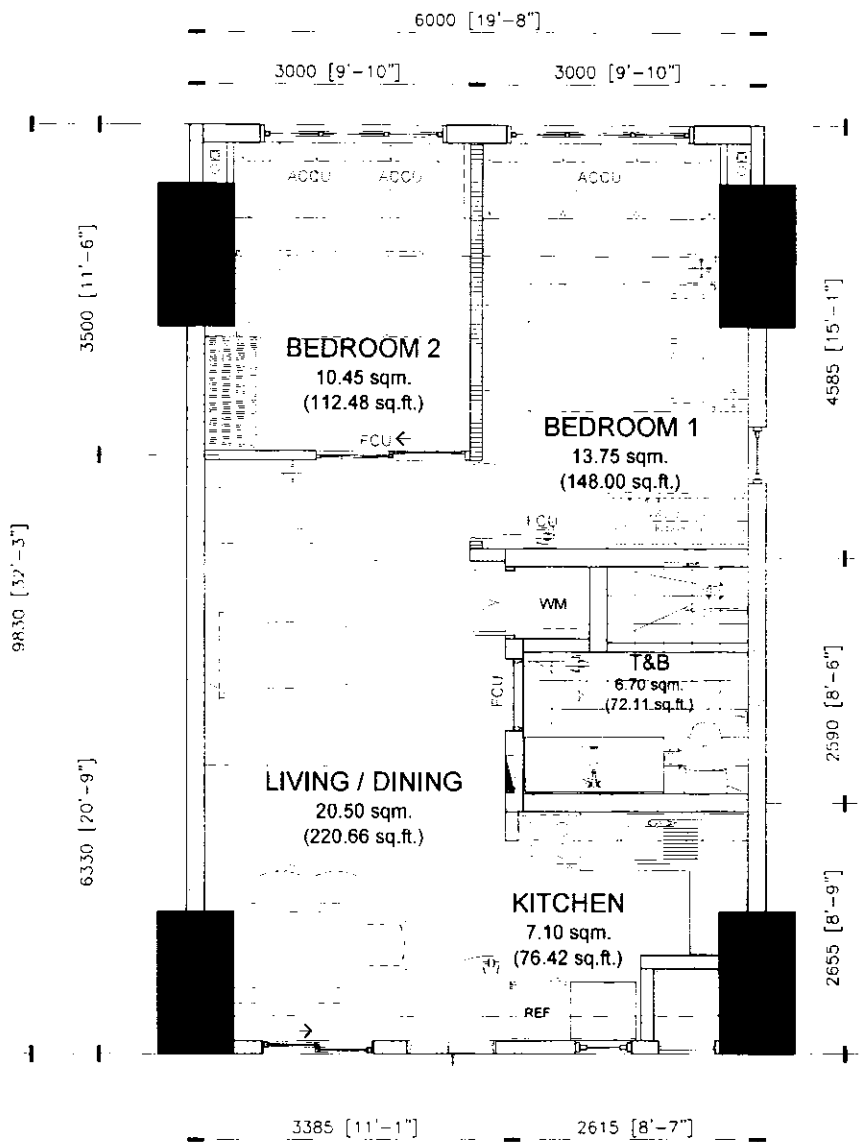 6000 [19'-8"]
3000 [9'-10"]
3000 [9'-10"]
ACCU
ACCU
ACCU
3500 [11'-6"]
4585 [15'-1"]
BEDROOM 2
10.45 sqm.
(112.48 sq.ft.)
FCU
BEDROOM 1
13.75 sqm.
(148.00 sq.ft.)
FCU
9830 [32'-3"]
WM
T&B
6.70 sqm.
(72.11 sq.ft.)
FCU
2590 [8'-6"]
6330 [20'-9"]
LIVING / DINING
20.50 sqm.
(220.66 sq.ft.)
KITCHEN
7.10 sqm.
(76.42 sq.ft.)
2655 [8'-9"]
REF
3385 [11'-1"]
2615 [8'-7"]